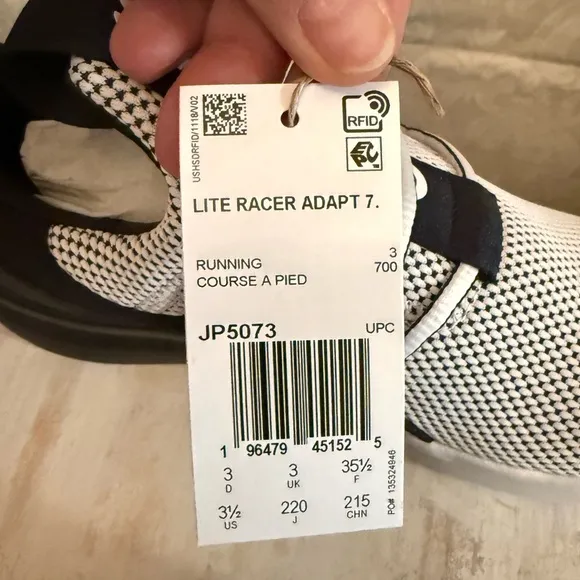 USHSDRFID/1118/V02
RFID
EPC
LITE RACER ADAPT 7.
RUNNING 3
COURSE A PIED 700
JP5073 UPC
1 96479 45152 5
3 3 35½
D UK F
3½ 220 215
US J CHN
PO# 135324946